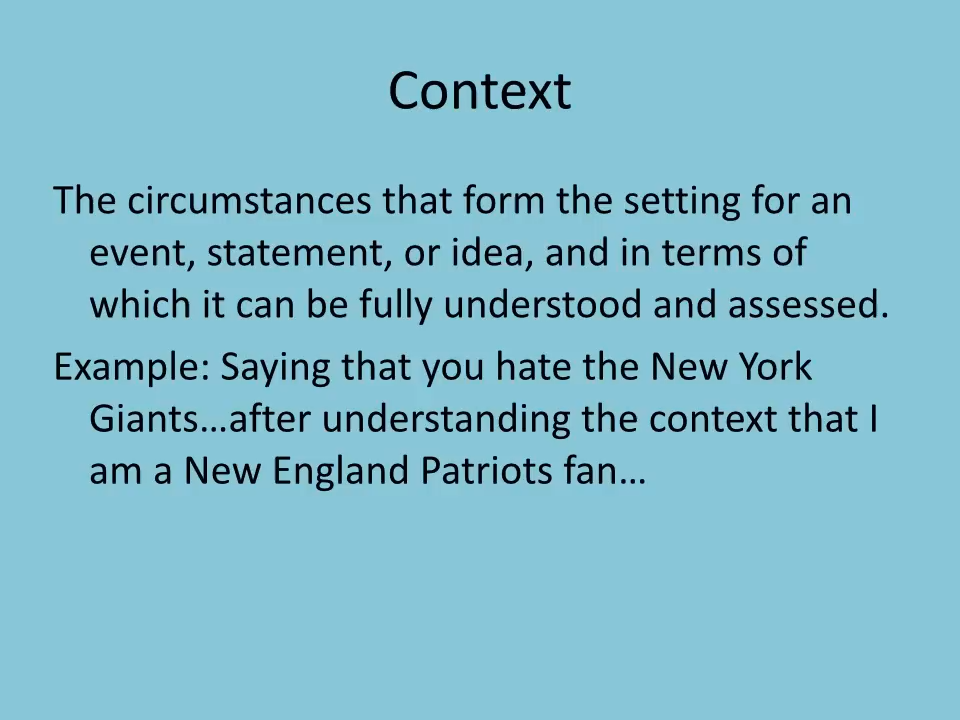 Context
The circumstances that form the setting for an
event, statement, or idea, and in terms of
which it can be fully understood and assessed.
Example: Saying that you hate the New York
Giants…after understanding the context that I
am a New England Patriots fan…